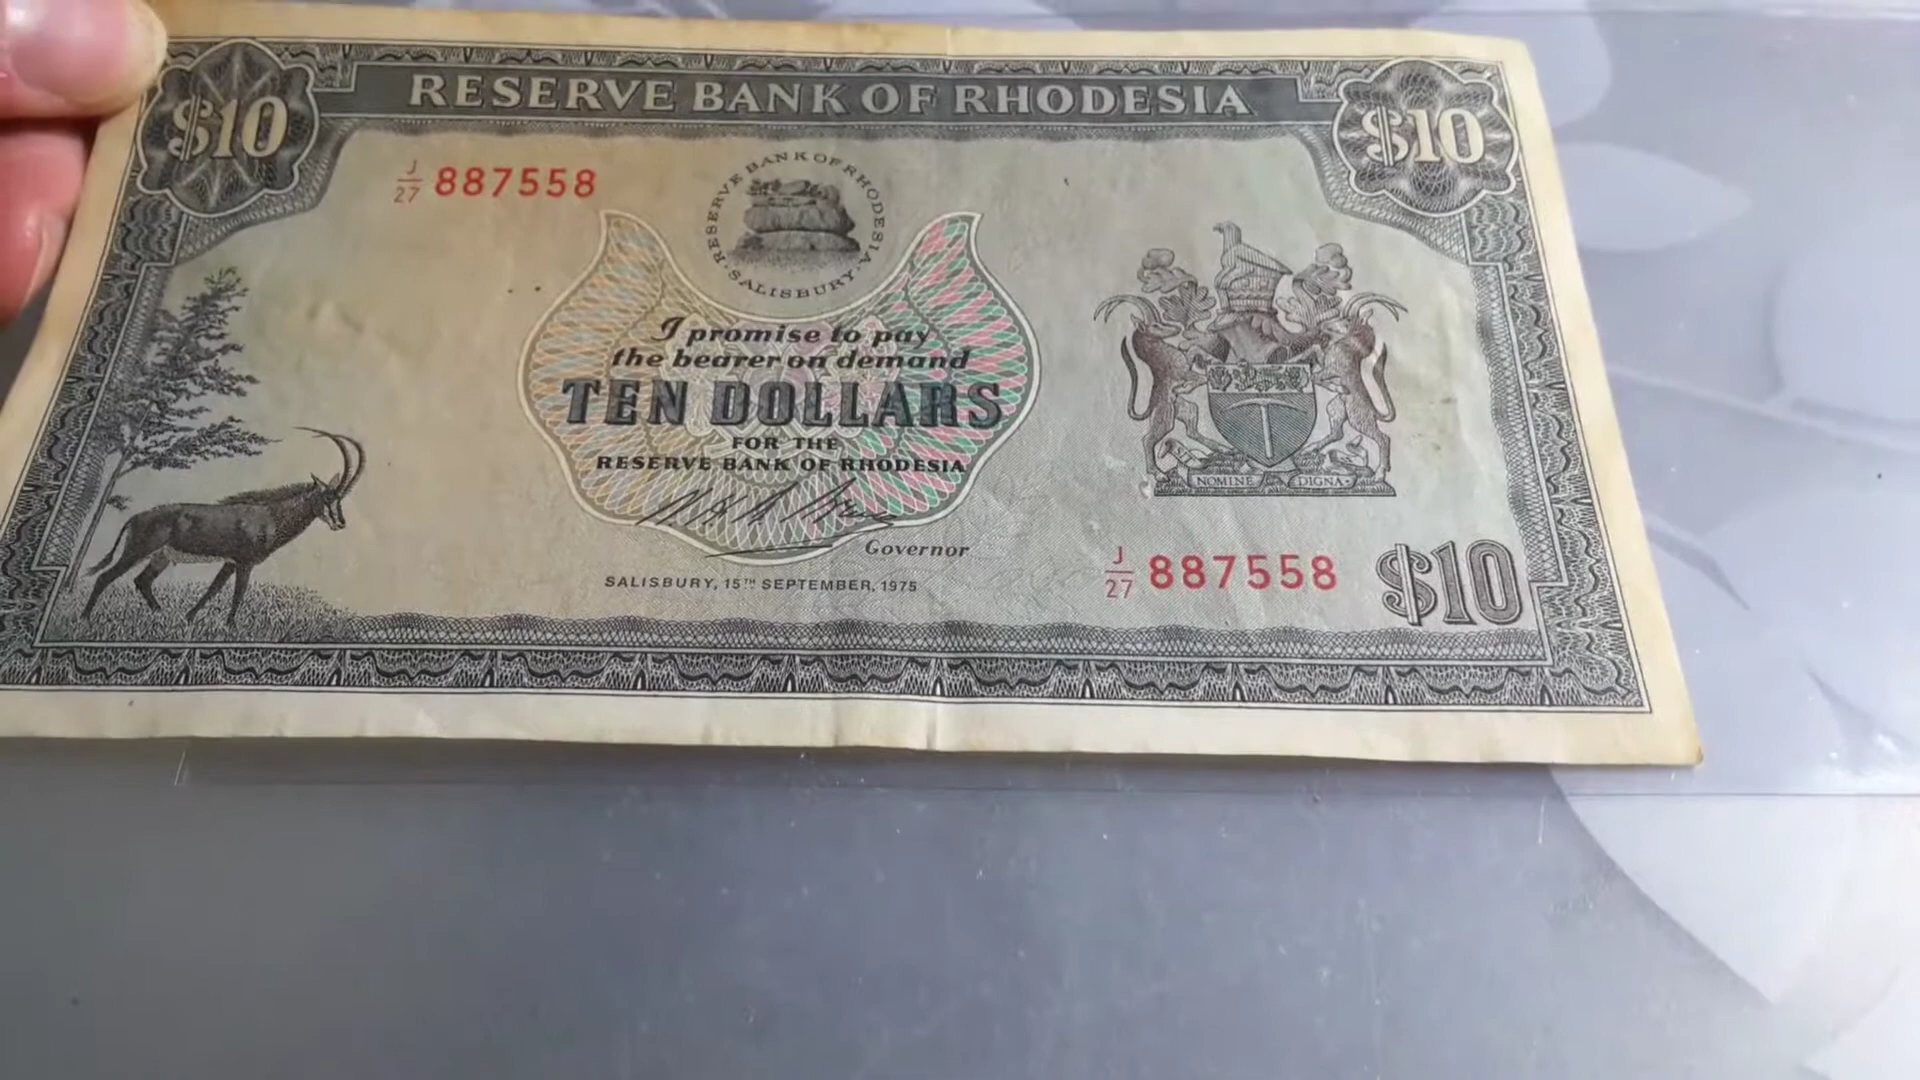 $10
RESERVE BANK OF RHODESIA
$10
J/27 887558
RESERVE BANK OF RHODESIA · SALISBURY ·
I promise to pay
the bearer on demand
TEN DOLLARS
FOR THE
RESERVE BANK OF RHODESIA
Governor
SALISBURY, 15TH SEPTEMBER, 1975
NOMINE DIGNA
J/27 887558
$10